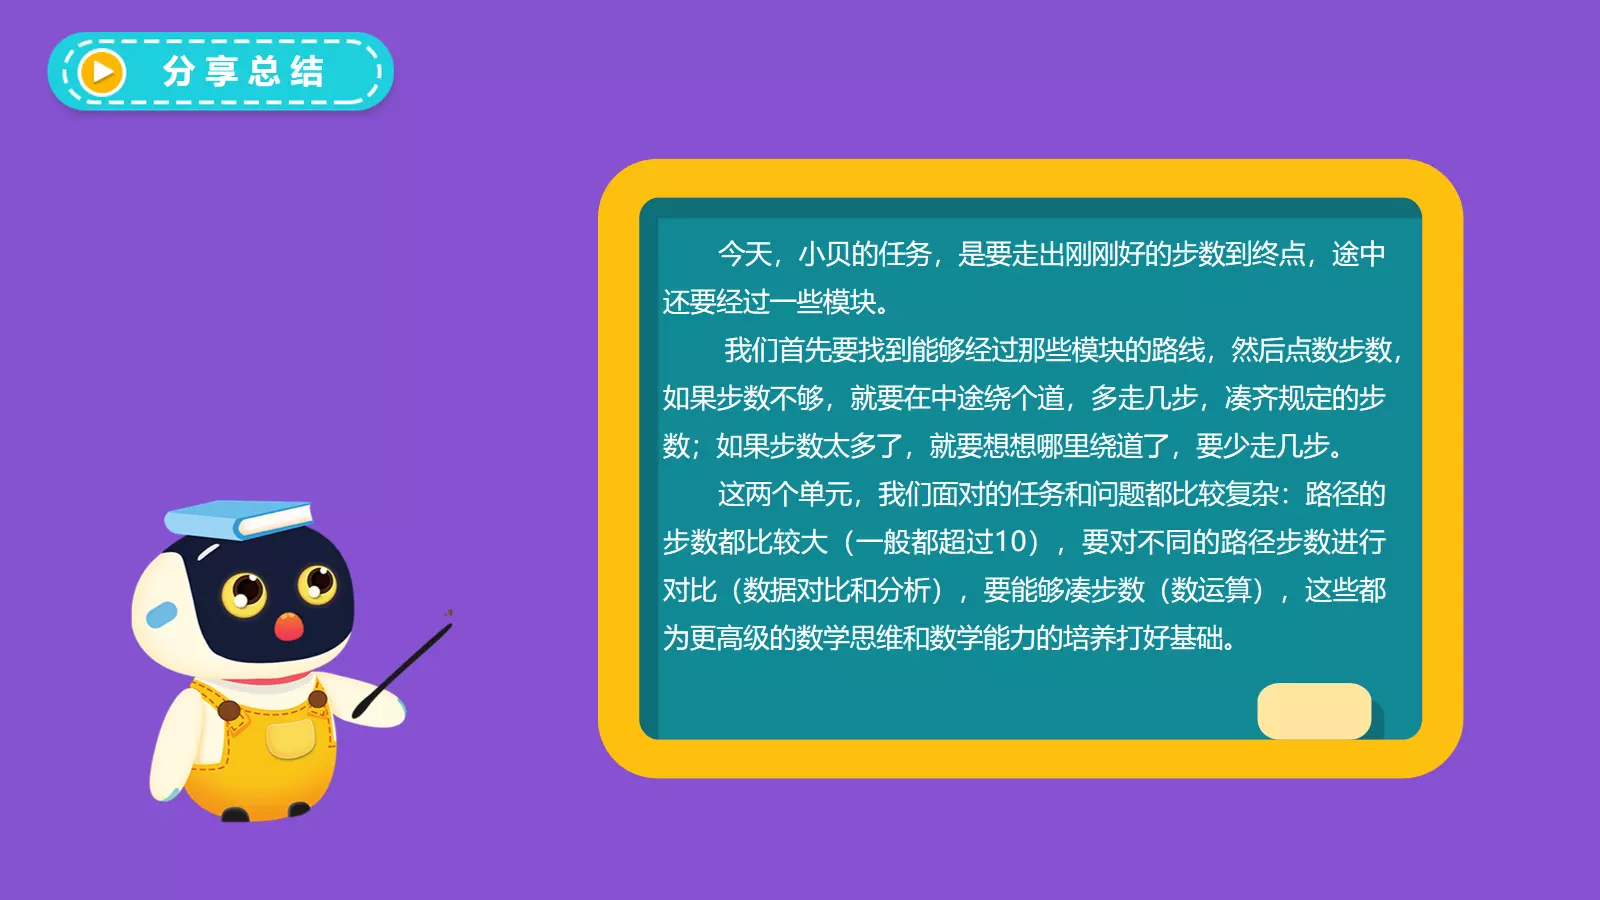 分享总结
今天，小贝的任务，是要走出刚刚好的步数到终点，途中
还要经过一些模块。
我们首先要找到能够经过那些模块的路线，然后点数步数，
如果步数不够，就要在中途绕个道，多走几步，凑齐规定的步
数；如果步数太多了，就要想想哪里绕道了，要少走几步。
这两个单元，我们面对的任务和问题都比较复杂：路径的
步数都比较大（一般都超过10），要对不同的路径步数进行
对比（数据对比和分析），要能够凑步数（数运算），这些都
为更高级的数学思维和数学能力的培养打好基础。